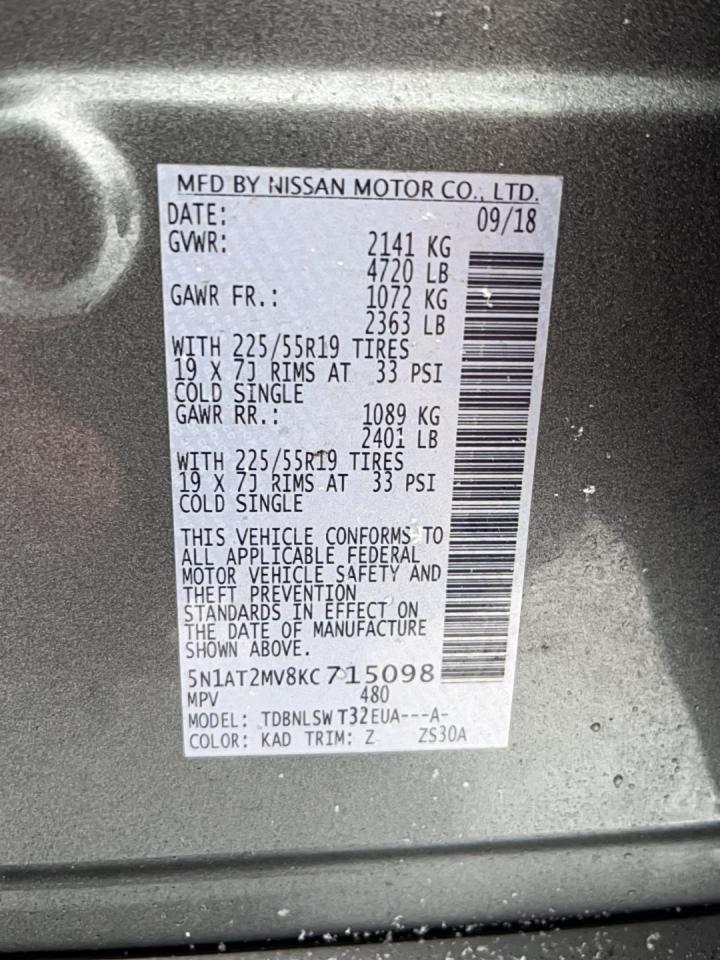 MFD BY NISSAN MOTOR CO., LTD.
DATE: 09/18
GVWR: 2141 KG
4720 LB
GAWR FR.: 1072 KG
2363 LB
WITH 225/55R19 TIRES
19 X 7J RIMS AT 33 PSI
COLD SINGLE
GAWR RR.: 1089 KG
2401 LB
WITH 225/55R19 TIRES
19 X 7J RIMS AT 33 PSI
COLD SINGLE
THIS VEHICLE CONFORMS TO
ALL APPLICABLE FEDERAL
MOTOR VEHICLE SAFETY AND
THEFT PREVENTION
STANDARDS IN EFFECT ON
THE DATE OF MANUFACTURE
SHOWN ABOVE.
5N1AT2MV8KC715098
MPV 480
MODEL: TDBNLSW T32EUA---A-
COLOR: KAD TRIM: Z ZS30A